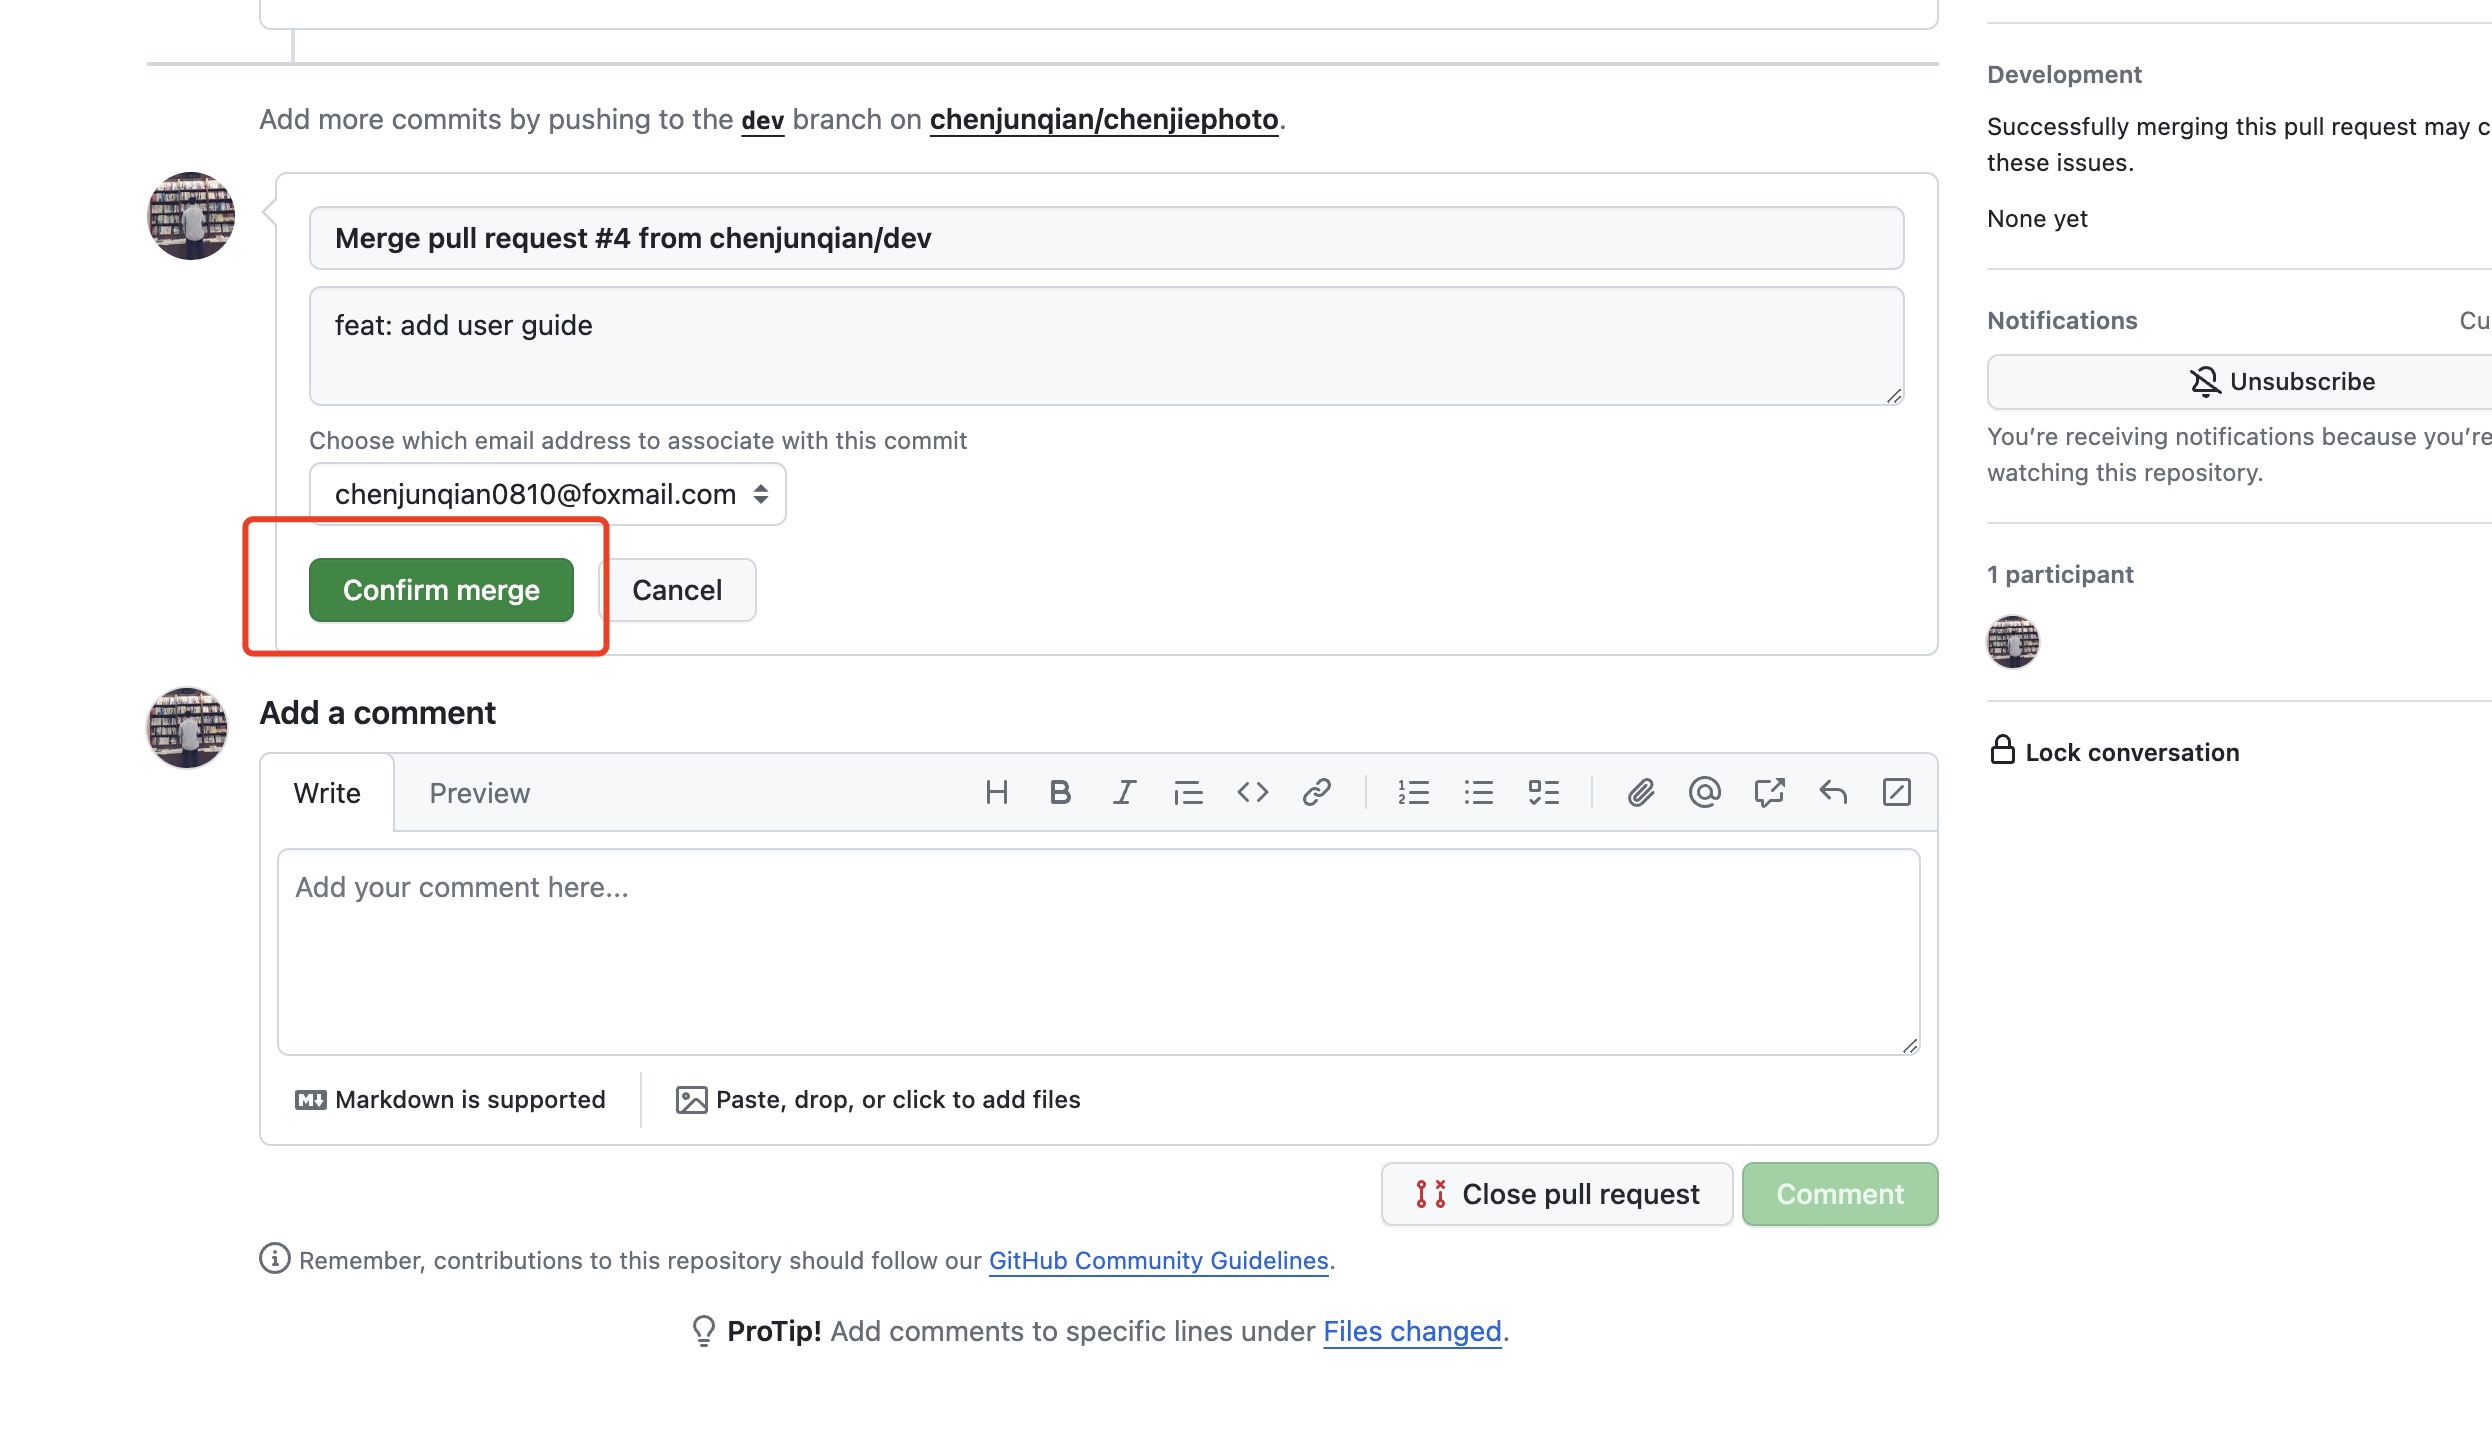 Add more commits by pushing to the dev branch on chenjunqian/chenjiephoto.
Merge pull request #4 from chenjunqian/dev
feat: add user guide
Choose which email address to associate with this commit
chenjunqian0810@foxmail.com
Confirm merge
Cancel
Add a comment
Write
Preview
Add your comment here...
Markdown is supported
Paste, drop, or click to add files
Close pull request
Comment
Remember, contributions to this repository should follow our GitHub Community Guidelines.
ProTip! Add comments to specific lines under Files changed.
Development
Successfully merging this pull request may
these issues.
None yet
Notifications
Unsubscribe
You’re receiving notifications because you’re
watching this repository.
1 participant
Lock conversation